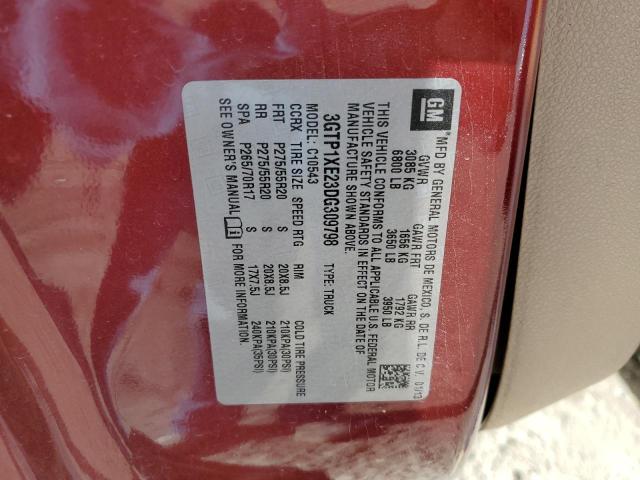 GM
MFD BY GENERAL MOTORS DE MEXICO, S. DE R.L. DE C.V. 01/13
GVWR GAWR FRT GAWR RR
3085 KG 1656 KG 1792 KG
6800 LB 3650 LB 3950 LB
THIS VEHICLE CONFORMS TO ALL APPLICABLE U.S. FEDERAL MOTOR
VEHICLE SAFETY STANDARDS IN EFFECT ON THE DATE OF
MANUFACTURE SHOWN ABOVE.
3GTP1XE23DG309798 TYPE: TRUCK
MODEL: C10543
CCRX TIRE SIZE SPEED RTG RIM COLD TIRE PRESSURE
FRT P275/55R20 S 20X8.5J 210KPA(30PSI)
RR P275/55R20 S 20X8.5J 210KPA(30PSI)
SPA P265/70R17 S 17X7.5J 240KPA(35PSI)
SEE OWNER'S MANUAL